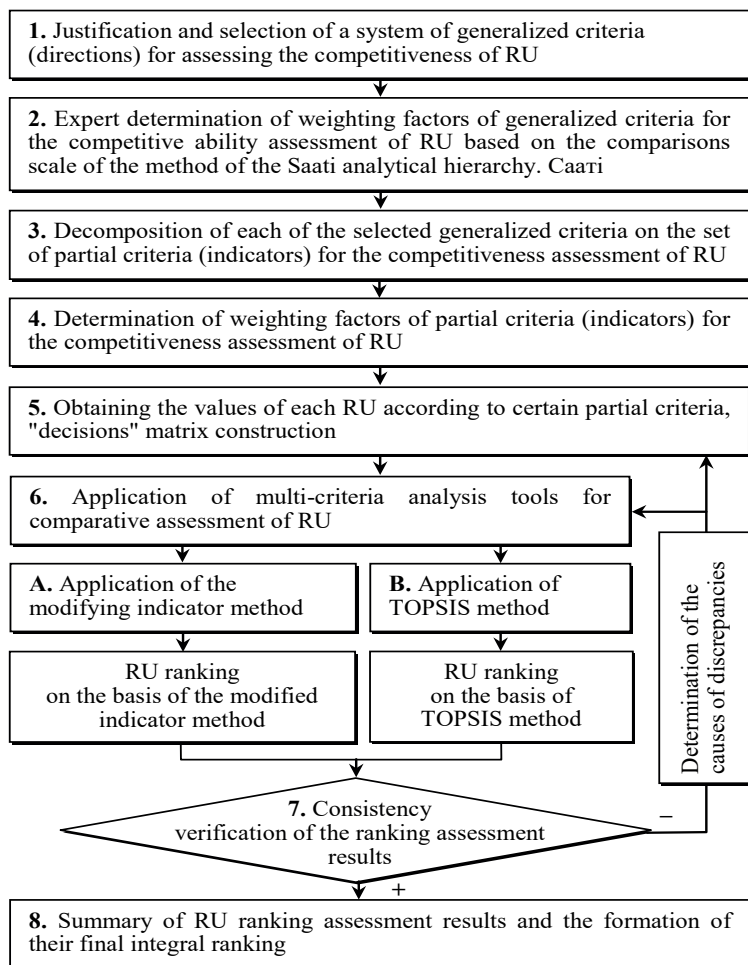 1. Justification and selection of a system of generalized criteria
(directions) for assessing the competitiveness of RU
2. Expert determination of weighting factors of generalized criteria for
the competitive ability assessment of RU based on the comparisons
scale of the method of the Saati analytical hierarchy. Сааті
3. Decomposition of each of the selected generalized criteria on the set
of partial criteria (indicators) for the competitiveness assessment of RU
4. Determination of weighting factors of partial criteria (indicators) for
the competitiveness assessment of RU
5. Obtaining the values of each RU according to certain partial criteria,
"decisions" matrix construction
6. Application of multi-criteria analysis tools for
comparative assessment of RU
A. Application of the
modifying indicator method
B. Application of
TOPSIS method
RU ranking
on the basis of the modified
indicator method
RU ranking
on the basis of
TOPSIS method
Determination of the
causes of discrepancies
7. Consistency
verification of the ranking assessment
results
–
+
8. Summary of RU ranking assessment results and the formation of
their final integral ranking